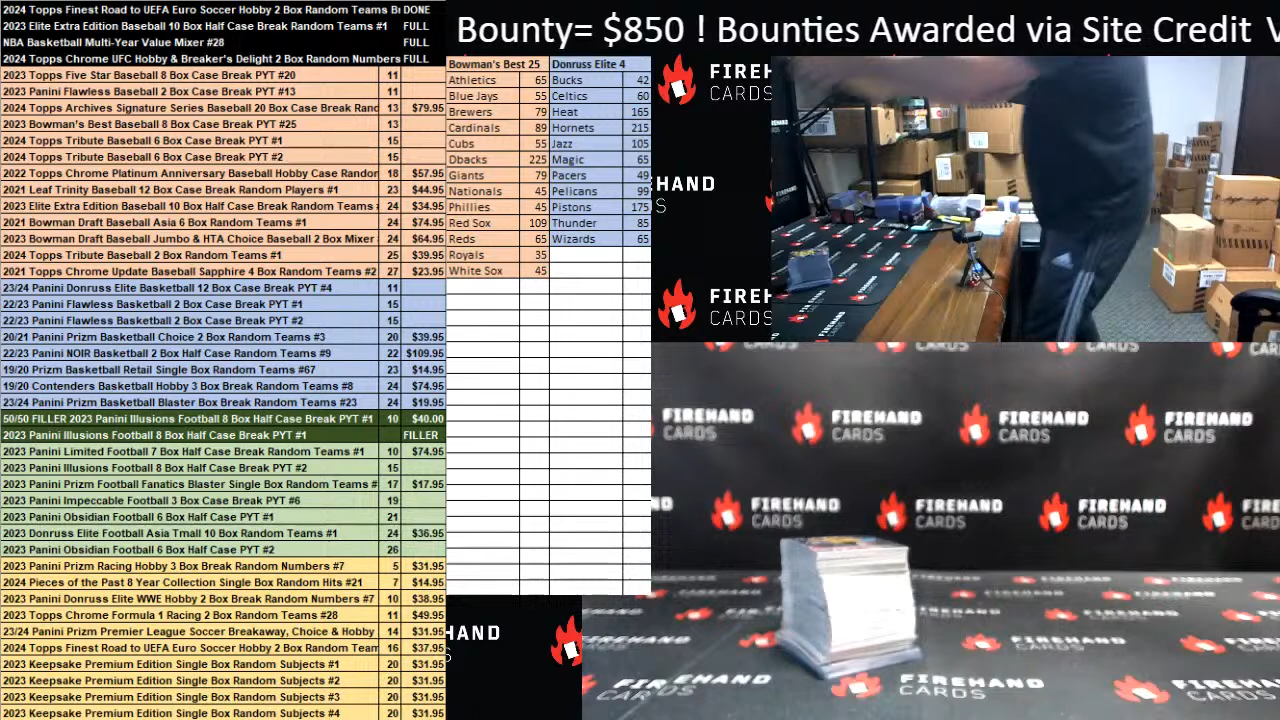 2024 Topps Finest Road to UEFA Euro Soccer Hobby 2 Box Random Teams DONE
2023 Elite Extra Edition Baseball 10 Box Case Break Random Teams #1 FULL
NBA Basketball Multi-Year Value Mixer #28 FULL
2024 Topps Chrome UFC Hobby & Breaker's Delight 2 Box Random Numbers FULL
2023 Topps Five Star Baseball 8 Box Case Break PYT #20 11
2023 Panini Flawless Baseball 2 Box PYT #13 11
2024 Topps Archives Signature Series Baseball 20 Box Case Break Ranc 13 $79.95
2023 Bowman's Best Baseball 8 Box Case Break PYT #25 13
2024 Topps Tribute Baseball 6 Box Case Break PYT #1 15
2024 Topps Tribute Baseball 6 Box Case Break PYT #2 15
2022 Topps Chrome Platinum Anniversary Baseball Hobby Case Randor 18 $57.95
2021 Leaf Trinity Baseball 12 Box Case Break Random Players #1 23 $44.95
2023 Elite Extra Edition Baseball 10 Box Case Break Random Teams 24 $34.95
2021 Bowman Draft Baseball Asia 6 Box Random Teams #1 24 $74.95
2023 Bowman Draft Baseball Jumbo & HTA Choice Baseball 2 Box Mixer 24 $64.95
2024 Topps Tribute Baseball 2 Box Random Teams #1 25 $39.95
2021 Topps Chrome Update Baseball Sapphire 4 Box Random Teams #2 27 $23.95
23/24 Panini Donruss Elite Basketball 12 Box Case Break PYT #4 11
22/23 Panini Flawless Basketball 2 Box PYT #1 15
22/23 Panini Flawless Basketball 2 Box PYT #2 15
20/21 Panini Prizm Basketball Choice 2 Box Random Teams #3 20 $39.95
22/23 Panini NOIR Basketball 2 Box Half Case Random Teams #9 22 $109.95
19/20 Prizm Basketball Retail Single Box Random Teams #67 23 $14.95
19/20 Contenders Basketball Hobby 3 Box Break Random Teams #8 24 $74.95
23/24 Panini Prizm Basketball Blaster Box Break Random Teams #23 24 $19.95
50/50 FILLER 2023 Panini Illusions Football 8 Box Half Case Break PYT #1 10 $40.00
2023 Panini Illusions Football 8 Box Half Case Break PYT #1 FILLER
2023 Panini Limited Football 7 Box Half Case Break Random Teams #1 10 $74.95
2023 Panini Illusions Football 8 Box Half Case Break PYT #2 15
2023 Panini Prizm Football Fanatics Blaster Single Box Random Teams # 17 $17.95
2023 Panini Impeccable Football 3 Box Case Break PYT #6 19
2023 Panini Obsidian Football 6 Box Half Case PYT #1 21
2023 Donruss Elite Football Asia Tmall 10 Box Random Teams #1 24 $36.95
2023 Panini Obsidian Football 6 Box Half Case PYT #2 26
2023 Panini Prizm Racing Hobby 3 Box Break Random Numbers #7 5 $31.95
2024 Pieces of the Past 8 Year Collection Single Box Random Hits #21 7 $14.95
2023 Panini Donruss Elite WWE Hobby 2 Box Break Random Numbers #7 10 $38.95
2023 Topps Chrome Formula 1 Racing 2 Box Random Teams #28 11 $49.95
23/24 Panini Prizm Premier League Soccer Breakaway, Choice & Hobby 14 $31.95
2024 Topps Finest Road to UEFA Euro Soccer Hobby 2 Box Random Team 16 $37.95
2023 Keepsake Premium Edition Single Box Random Subjects #1 20 $31.95
2023 Keepsake Premium Edition Single Box Random Subjects #2 20 $31.95
2023 Keepsake Premium Edition Single Box Random Subjects #3 20 $31.95
2023 Keepsake Premium Edition Single Box Random Subjects #4 20 $31.95
Bounty= $850 ! Bounties Awarded via Site Credit V
Bowman's Best 25 Donruss Elite 4
Athletics 65 Bucks 42
Blue Jays 55 Celtics 60
Brewers 79 Heat 165
Cardinals 89 Hornets 215
Cubs 55 Jazz 105
Dbacks 225 Magic 65
Giants 79 Pacers 49
Nationals 45 Pelicans 99
Phillies 45 Pistons 175
Red Sox 109 Thunder 85
Reds 65 Wizards 65
Royals 35
White Sox 45
FIREH
CARDS
HAND
S
FIREH
CARDS
HAND
FIREHAND
CARDS
FIREHAND
CARDS
FIREHAND
CARDS
FIREHAND
CARDS
FIREHAND
CARDS
FIREHAND
CARDS
FIREHAND
CARDS
FIREHAND
FIREHAND
CARDS